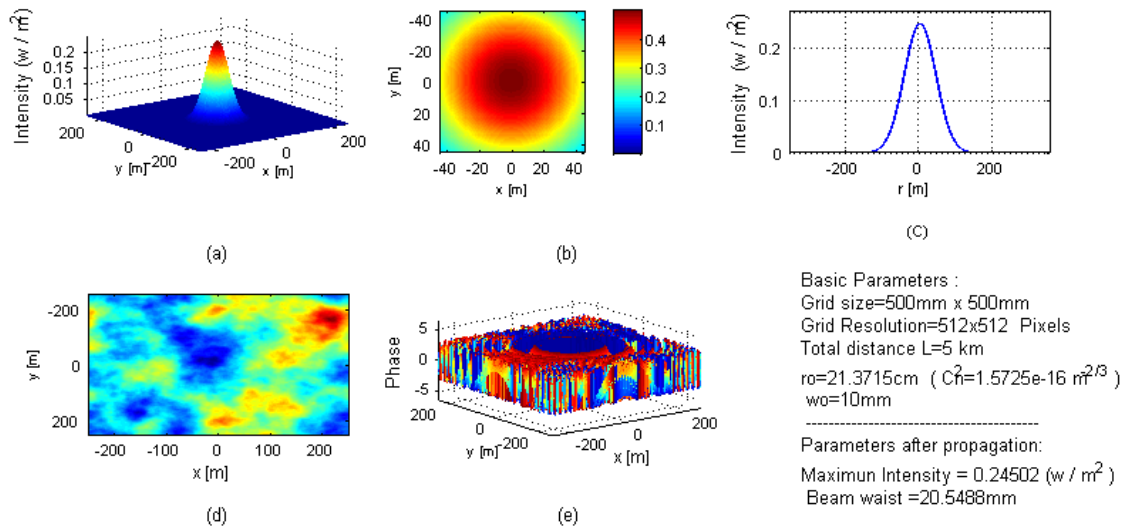 Intensity (w / m²)
0.2
0.15
0.1
0.05
200
0
-200
y [m]
-200
0
200
x [m]
(a)
-40
-20
0
20
40
y [m]
-40 -20 0 20 40
x [m]
0.4
0.3
0.2
0.1
(b)
Intensity (w / m²)
0.2
0.1
0
-200 0 200
r [m]
(C)
-200
0
200
y [m]
-200 -100 0 100 200
x [m]
(d)
Phase
5
0
-5
200
0
-200
y [m]
-200
0
200
x [m]
(e)
Basic Parameters :
Grid size=500mm x 500mm
Grid Resolution=512x512 Pixels
Total distance L=5 km
ro=21.3715cm ( Cn²=1.5725e-16 m^2/3 )
wo=10mm
----------------------------------------
Parameters after propagation:
Maximun Intensity = 0.24502 (w / m² )
Beam waist =20.5488mm